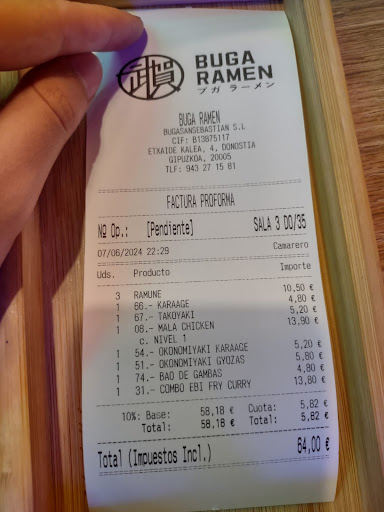 BUGA
RAMEN
ブガ ラーメン
BUGA RAMEN
BUGASANSEBASTIAN S.L
CIF: B13875117
ETXAIDE KALEA, 4, DONOSTIA
GIPUZKOA, 20005
TLF: 943 27 15 81
FACTURA PROFORMA
Nº Op.: [Pendiente] SALA 3 DO/35
07/06/2024 22:29 Camarero
Uds. Producto Importe
3 RAMUNE 10,50 €
1 66.- KARAAGE 4,80 €
1 67.- TAKOYAKI 5,20 €
1 08.- MALA CHICKEN 13,90 €
c. NIVEL 1
1 54.- OKONOMIYAKI KARAAGE 5,20 €
1 51.- OKONOMIYAKI GYOZAS 5,80 €
1 74.- BAO DE GAMBAS 4,80 €
1 31.- COMBO EBI FRY CURRY 13,80 €
10%: Base: 58,18 € Cuota: 5,82 €
Total: 58,18 € Total: 5,82 €
Total (Impuestos Incl.) 64,00 €